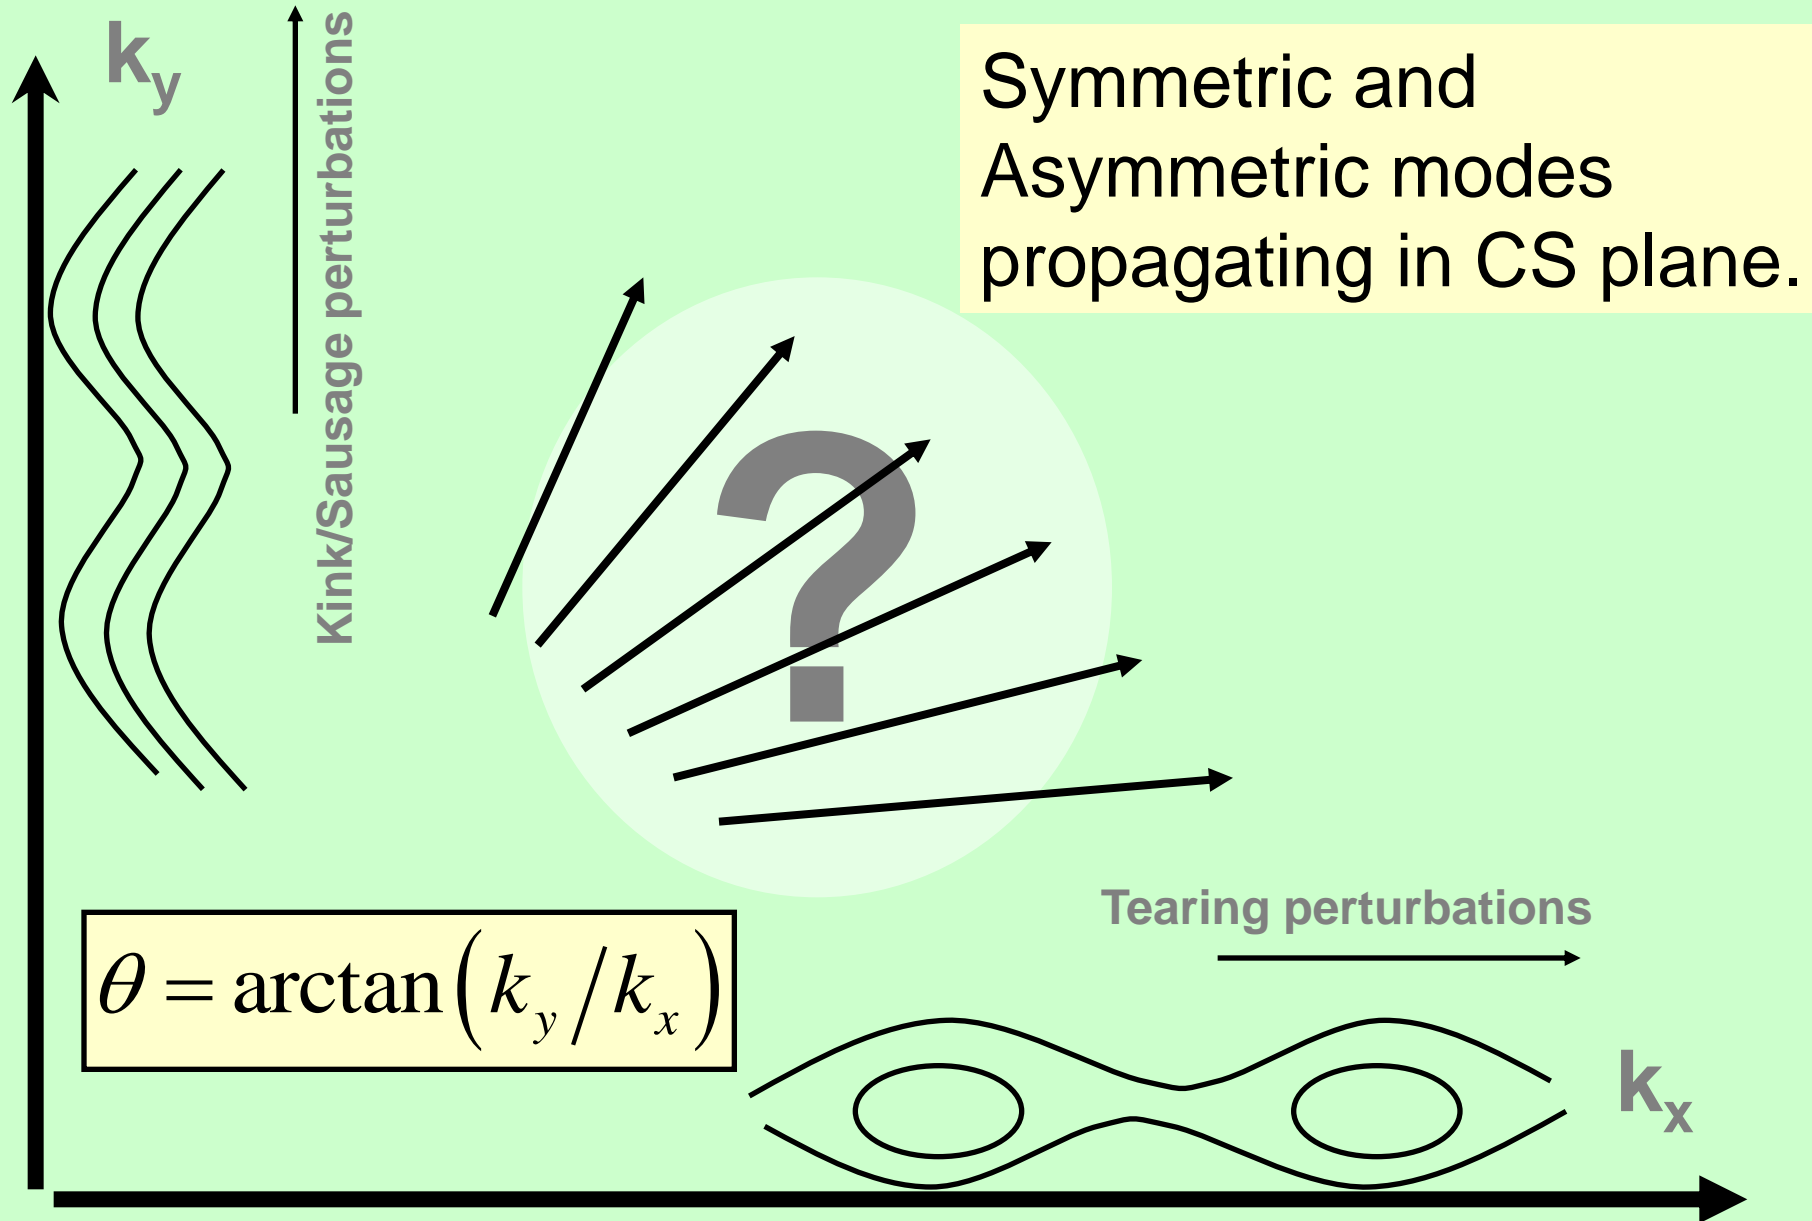 k_y
Kink/Sausage perturbations
Symmetric and
Asymmetric modes
propagating in CS plane.
?
Tearing perturbations
θ = arctan(k_y/k_x)
k_x